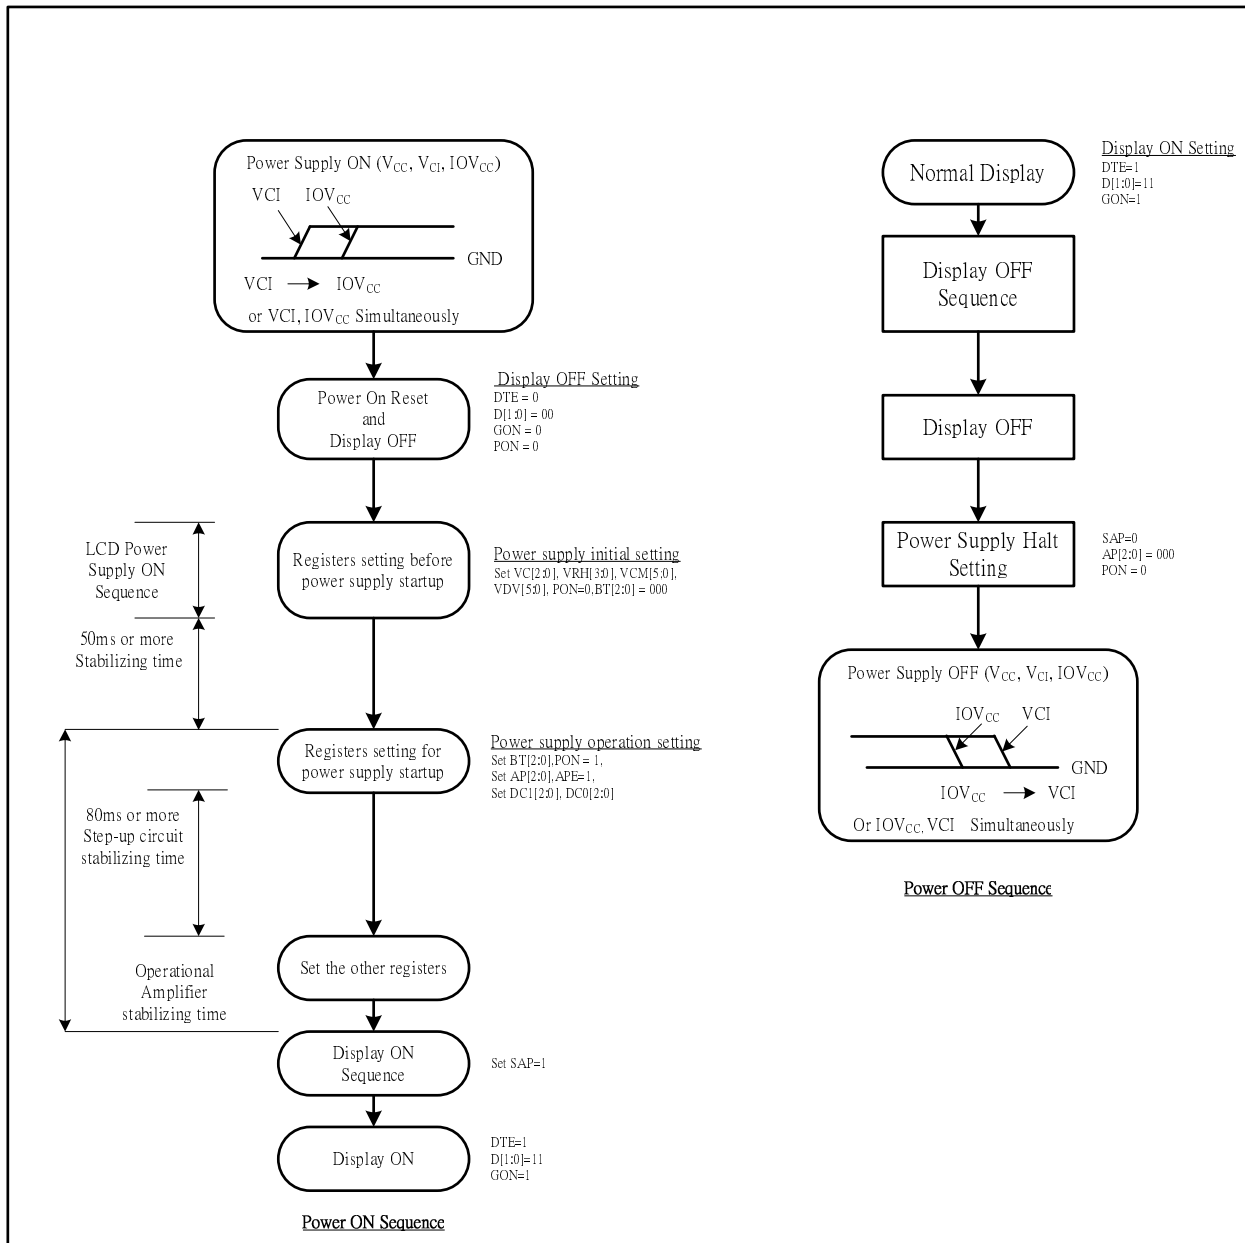 Power Supply ON (VCC, VCI, IOVCC)
VCI IOVCC
GND
VCI IOVCC
or VCI, IOVCC Simultaneously
Power On Reset
and
Display OFF
Display OFF Setting
DTE = 0
D[1:0] = 00
GON = 0
PON = 0
LCD Power
Supply ON
Sequence
Registers setting before
power supply startup
Power supply initial setting
Set VC[2:0], VRH[3:0], VCM[5:0],
VDV[5:0], PON=0,BT[2:0] = 000
50ms or more
Stabilizing time
Registers setting for
power supply startup
Power supply operation setting
Set BT[2:0],PON = 1,
Set AP[2:0],APE=1,
Set DC1[2:0], DC0[2:0]
80ms or more
Step-up circuit
stabilizing time
Operational
Amplifier
stabilizing time
Set the other registers
Display ON
Sequence
Set SAP=1
Display ON
DTE=1
D[1:0]=11
GON=1
Power ON Sequence
Normal Display
Display ON Setting
DTE=1
D[1:0]=11
GON=1
Display OFF
Sequence
Display OFF
Power Supply Halt
Setting
SAP=0
AP[2:0] = 000
PON = 0
Power Supply OFF (VCC, VCI, IOVCC)
IOVCC VCI
GND
IOVCC VCI
Or IOVCC, VCI Simultaneously
Power OFF Sequence